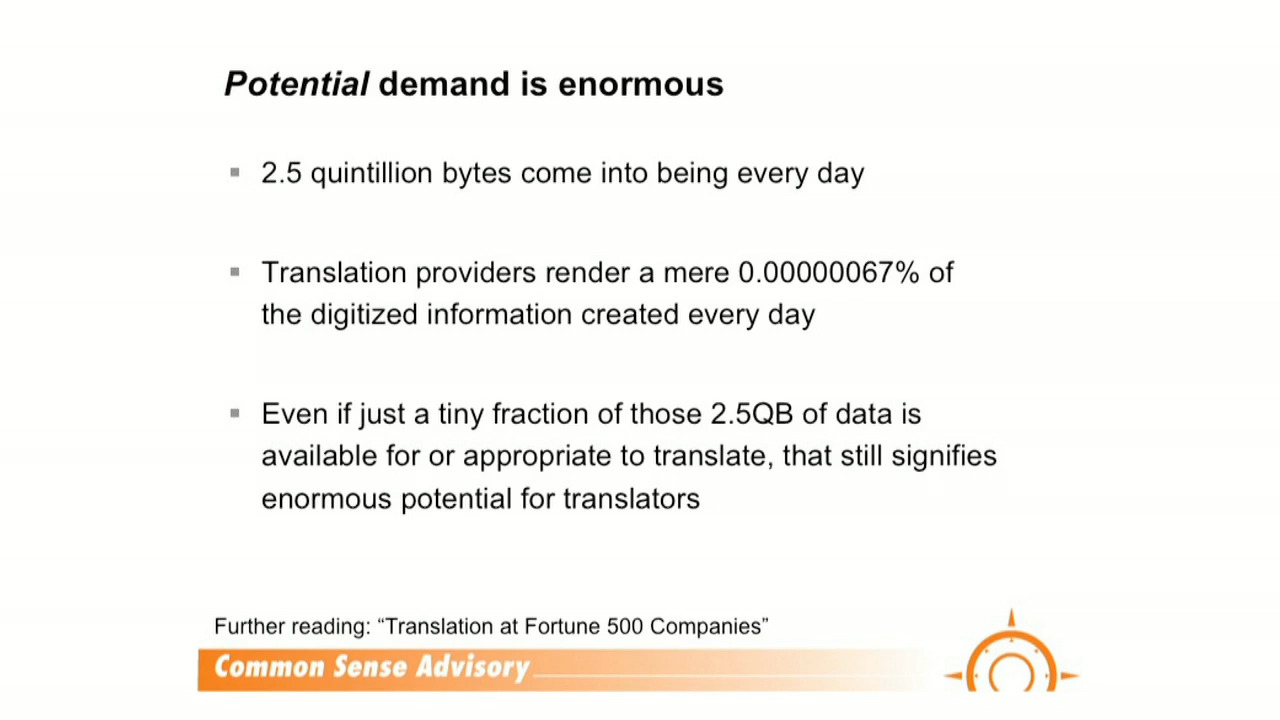 Potential demand is enormous
▪ 2.5 quintillion bytes come into being every day
▪ Translation providers render a mere 0.00000067% of
the digitized information created every day
▪ Even if just a tiny fraction of those 2.5QB of data is
available for or appropriate to translate, that still signifies
enormous potential for translators
Further reading: “Translation at Fortune 500 Companies”
Common Sense Advisory